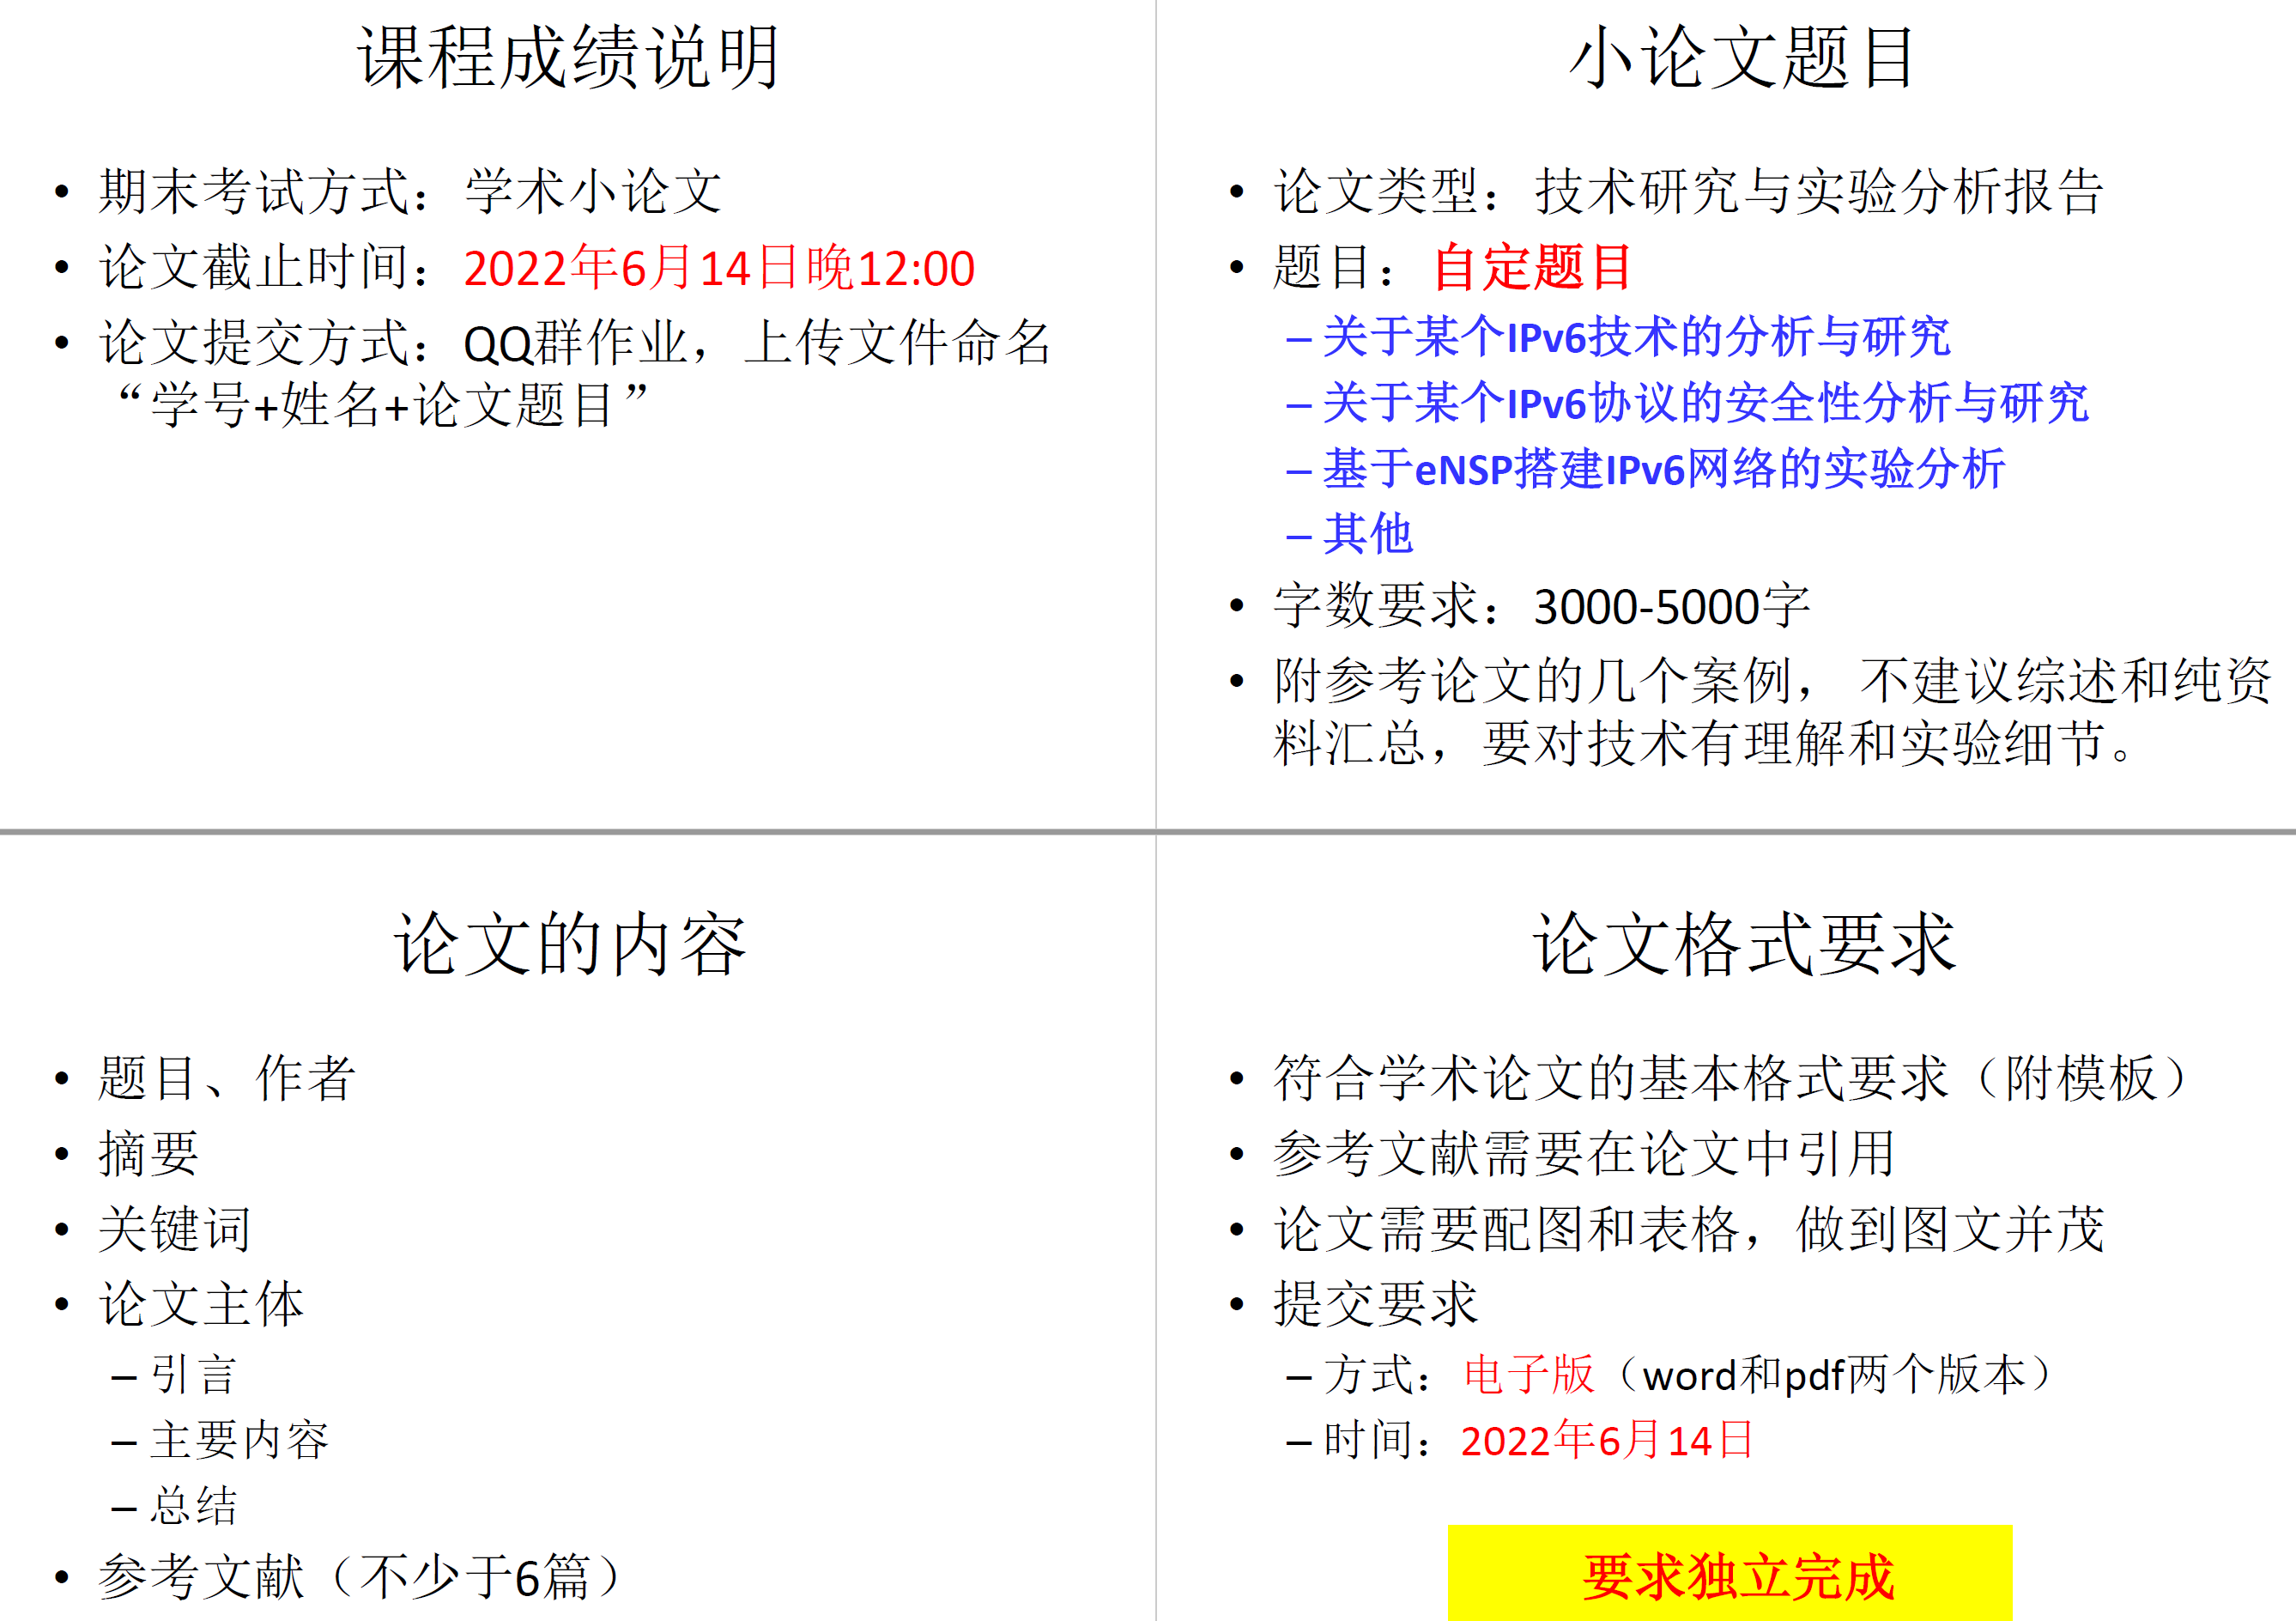 课程成绩说明
• 期末考试方式：学术小论文
• 论文截止时间：2022年6月14日晚12:00
• 论文提交方式：QQ群作业，上传文件命名
“学号+姓名+论文题目”
小论文题目
• 论文类型：技术研究与实验分析报告
• 题目：自定题目
– 关于某个IPv6技术的分析与研究
– 关于某个IPv6协议的安全性分析与研究
– 基于eNSP搭建IPv6网络的实验分析
– 其他
• 字数要求：3000-5000字
• 附参考论文的几个案例， 不建议综述和纯资
料汇总，要对技术有理解和实验细节。
论文的内容
• 题目、作者
• 摘要
• 关键词
• 论文主体
– 引言
– 主要内容
– 总结
• 参考文献（不少于6篇）
论文格式要求
• 符合学术论文的基本格式要求（附模板）
• 参考文献需要在论文中引用
• 论文需要配图和表格，做到图文并茂
• 提交要求
– 方式：电子版（word和pdf两个版本）
– 时间：2022年6月14日
要求独立完成